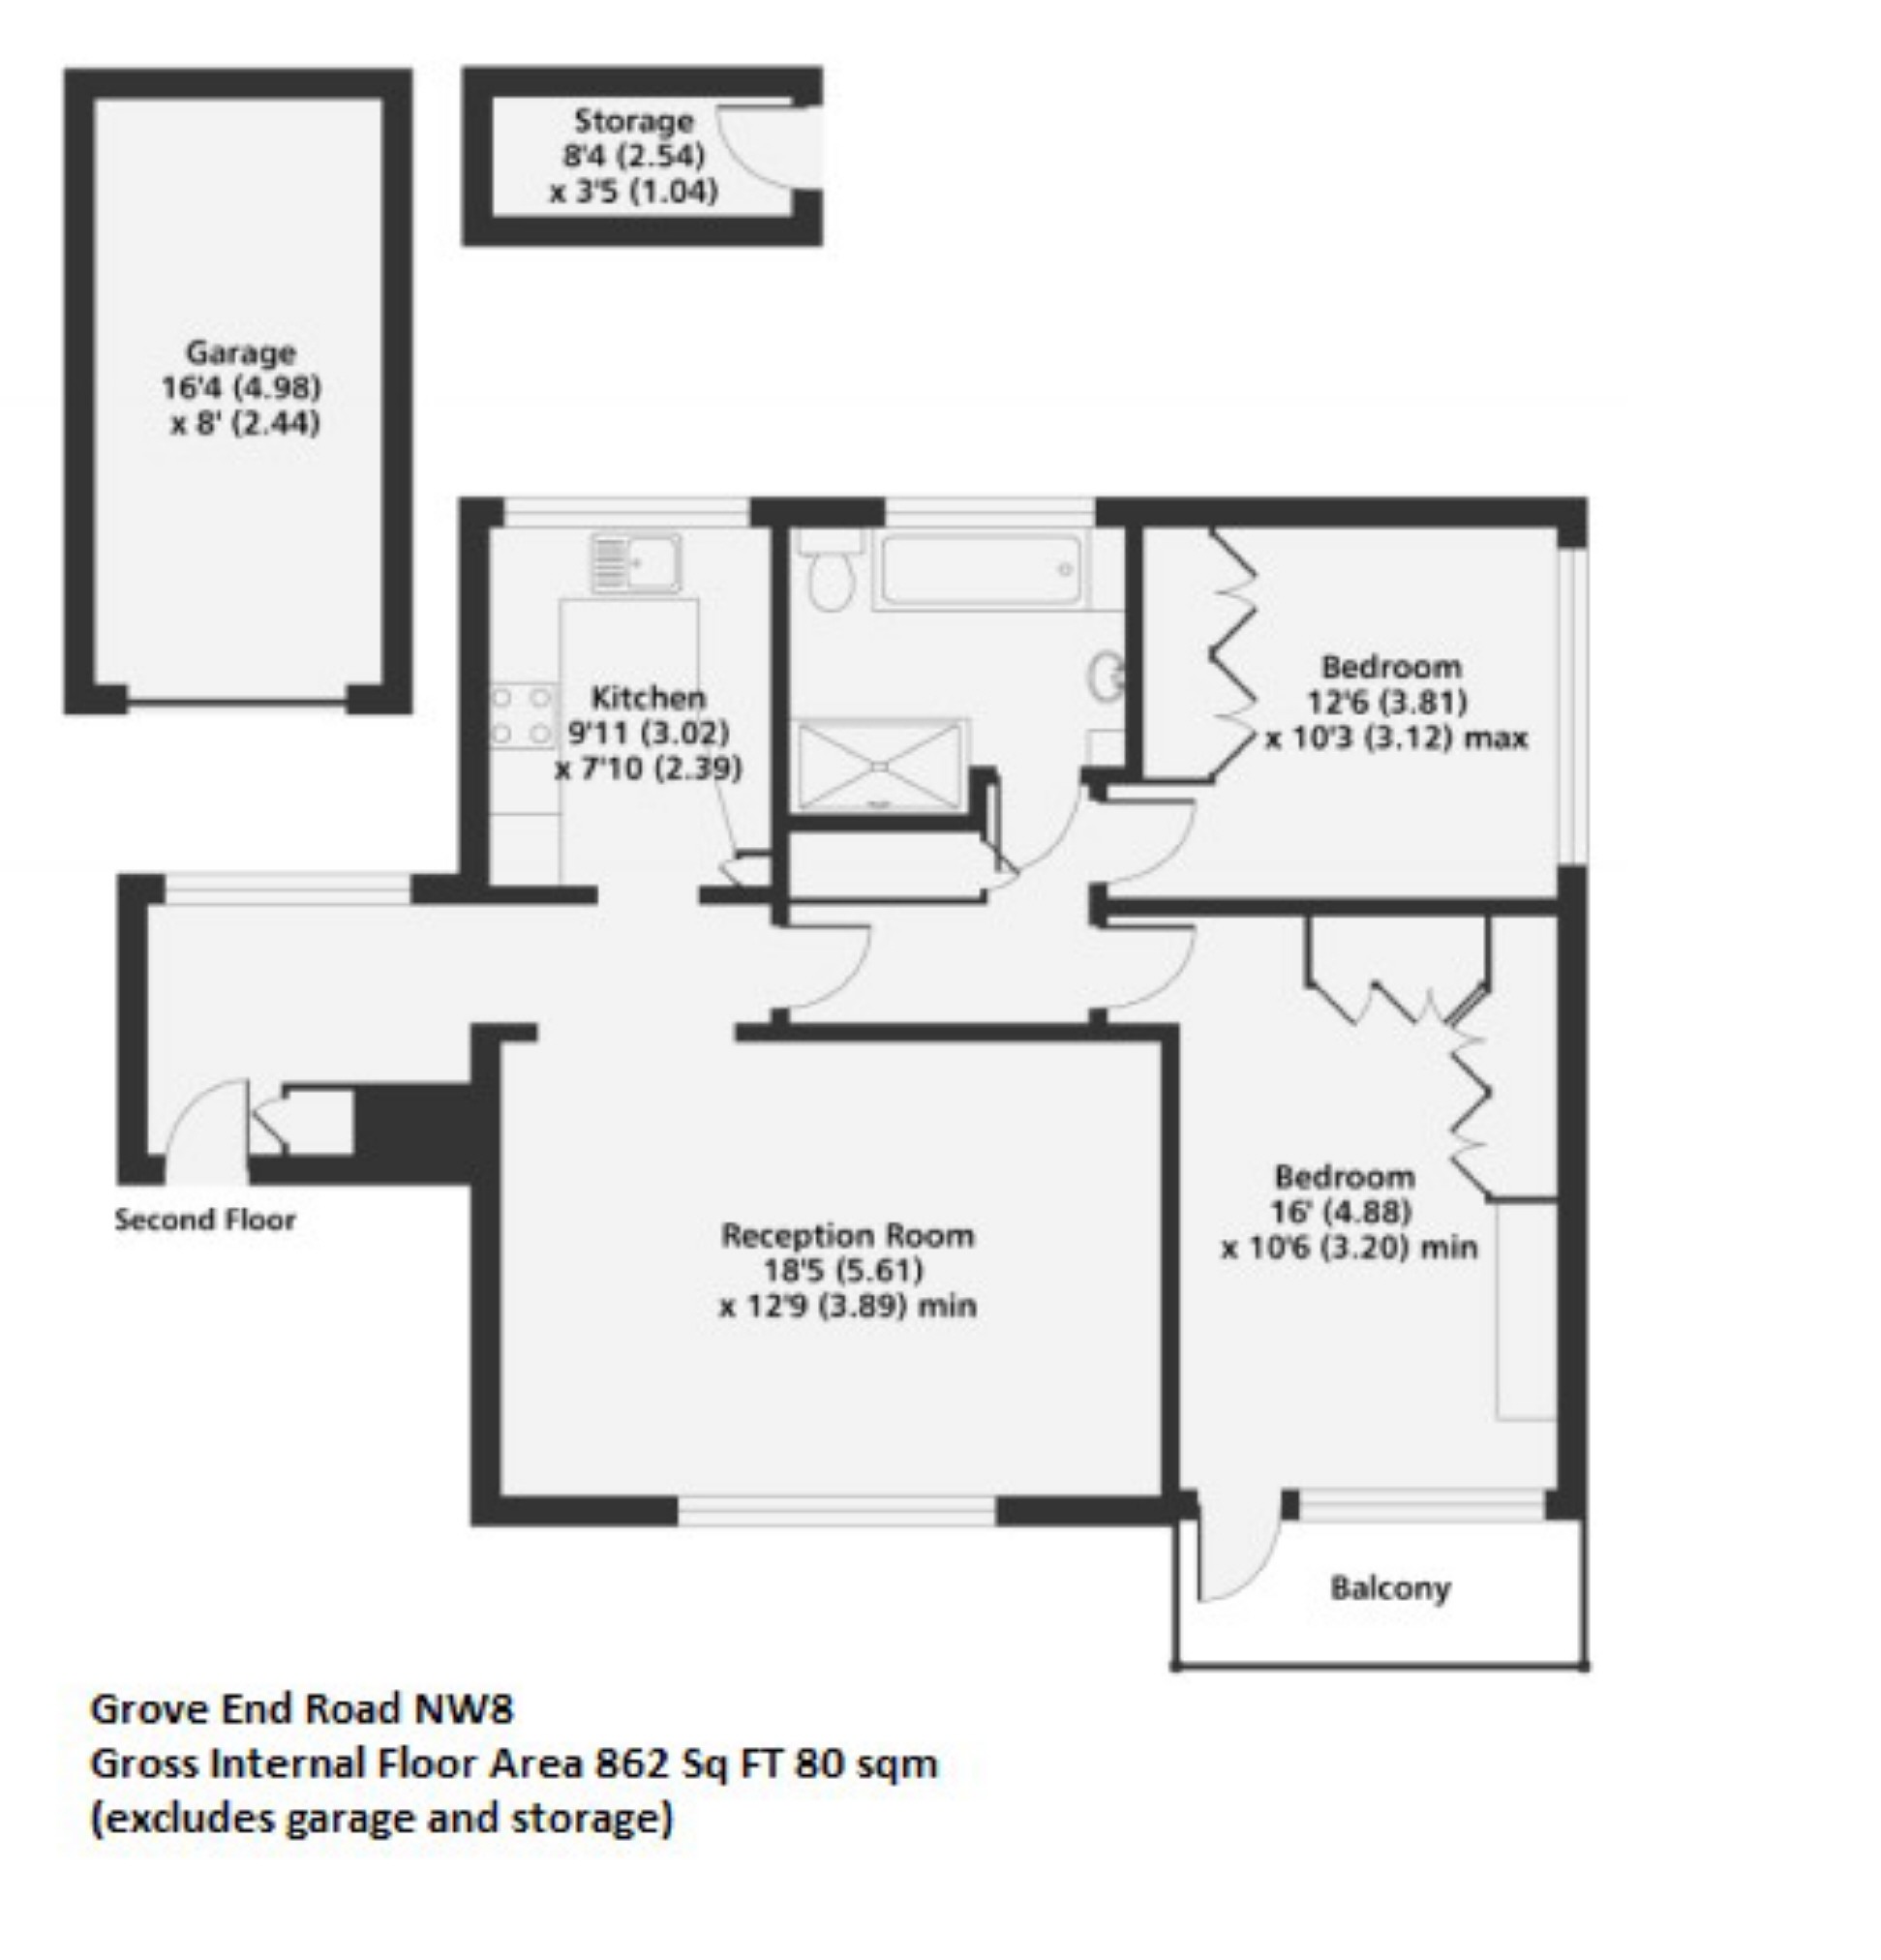 Storage
8'4 (2.54)
x 3'5 (1.04)
Garage
16'4 (4.98)
x 8' (2.44)
Kitchen
9'11 (3.02)
x 7'10 (2.39)
Bedroom
12'6 (3.81)
x 10'3 (3.12) max
Bedroom
16' (4.88)
x 10'6 (3.20) min
Second Floor
Reception Room
18'5 (5.61)
x 12'9 (3.89) min
Balcony
Grove End Road NW8
Gross Internal Floor Area 862 Sq FT 80 sqm
(excludes garage and storage)